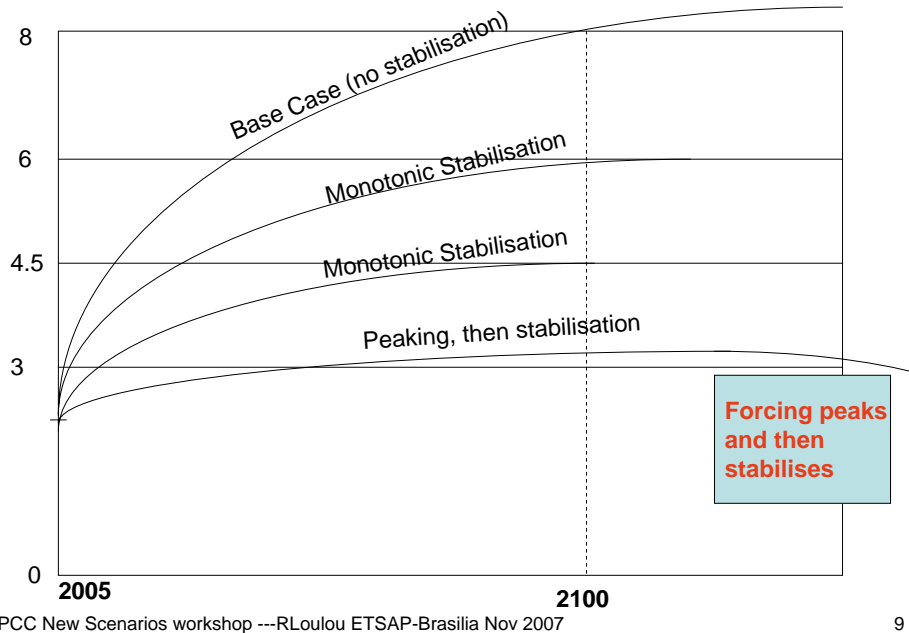 8
Base Case (no stabilisation)
6
Monotonic Stabilisation
4.5
Monotonic Stabilisation
Peaking, then stabilisation
3
Forcing peaks
and then
stabilises
0
2005
2100
PCC New Scenarios workshop ---RLoulou ETSAP-Brasilia Nov 2007
9